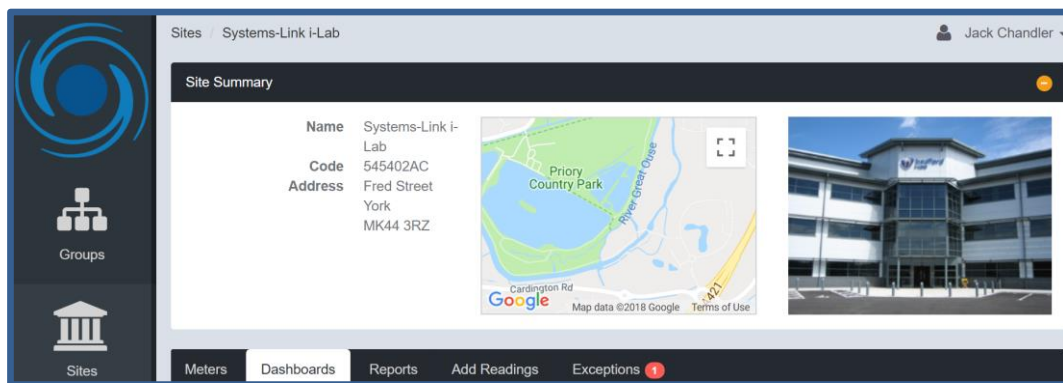 Sites / Systems-Link i-Lab
Jack Chandler
Site Summary
Name Systems-Link i-
Lab
Code 545402AC
Address Fred Street
York
MK44 3RZ
Priory
Country Park
River Great Ouse
Cardington Rd
421
Google
Map data ©2018 Google
Terms of Use
Groups
Sites
Meters
Dashboards
Reports
Add Readings
Exceptions 1